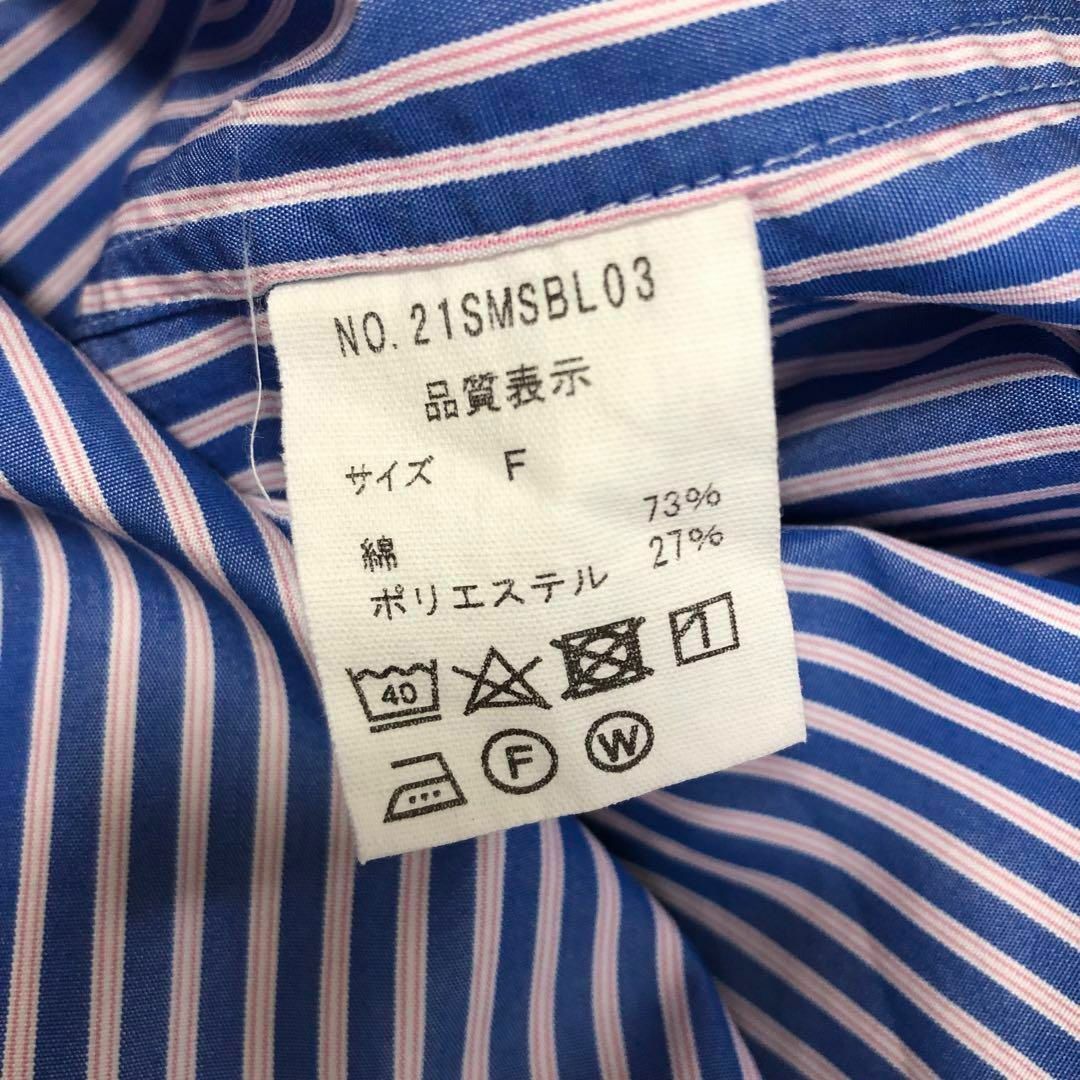 NO.21SMSBL03
品質表示
サイズ F
綿 73%
ポリエステル 27%
40
F W